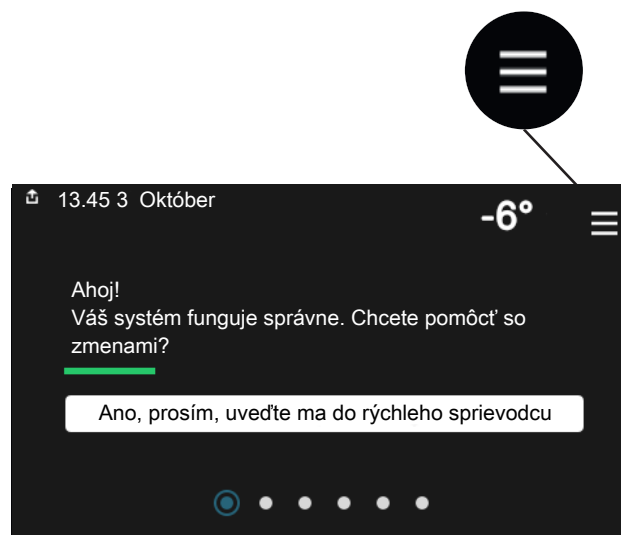 13.45 3 Október
-6°
Ahoj!
Váš systém funguje správne. Chcete pomôcť so
zmenami?
Ano, prosím, uveďte ma do rýchleho sprievodcu